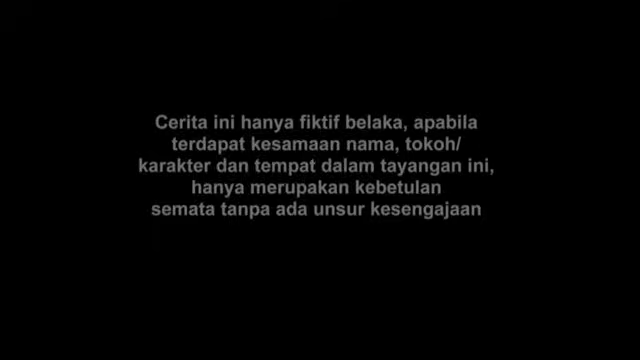 Cerita ini hanya fiktif belaka, apabila
terdapat kesamaan nama, tokoh/
karakter dan tempat dalam tayangan ini,
hanya merupakan kebetulan
semata tanpa ada unsur kesengajaan